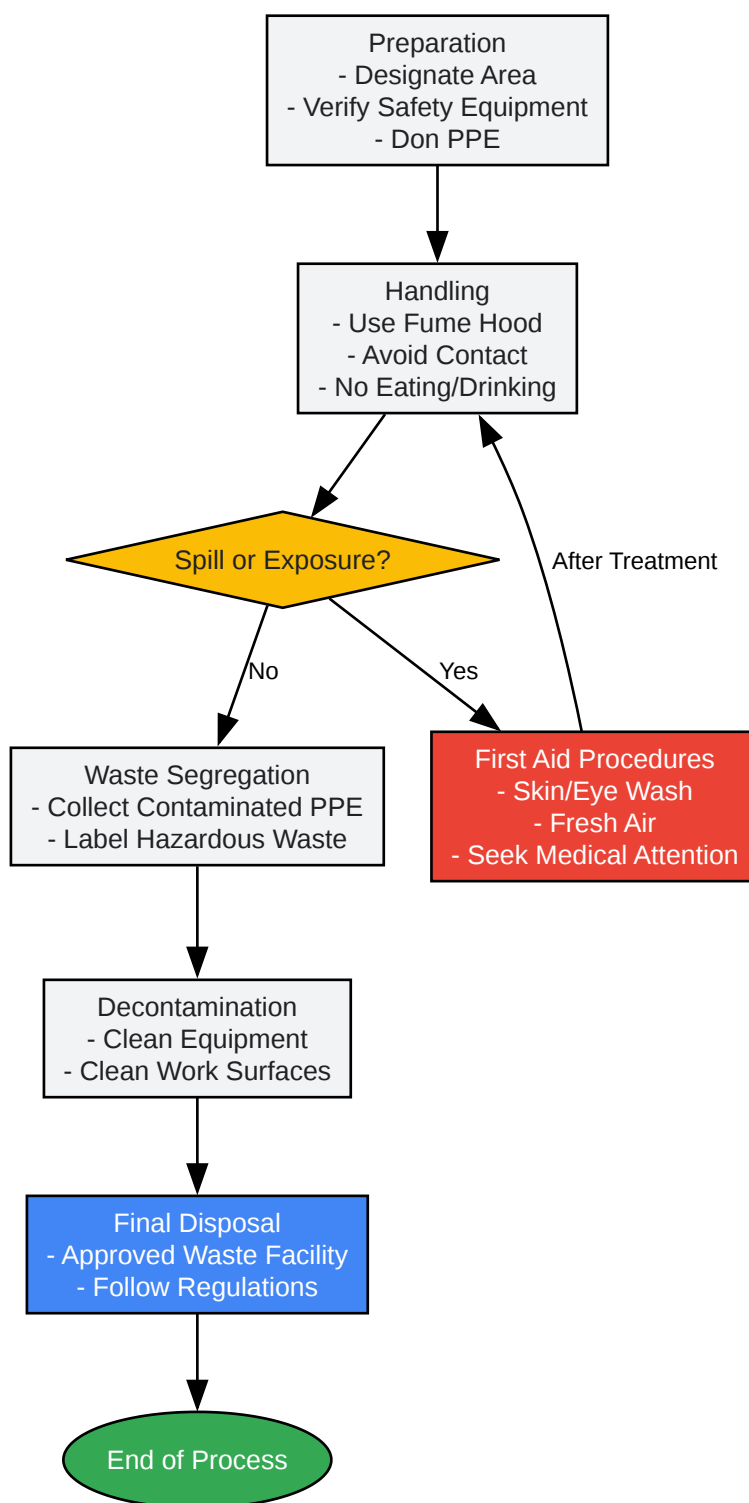 Preparation
- Designate Area
- Verify Safety Equipment
- Don PPE
Handling
- Use Fume Hood
- Avoid Contact
- No Eating/Drinking
Spill or Exposure?
After Treatment
No
Yes
Waste Segregation
- Collect Contaminated PPE
- Label Hazardous Waste
First Aid Procedures
- Skin/Eye Wash
- Fresh Air
- Seek Medical Attention
Decontamination
- Clean Equipment
- Clean Work Surfaces
Final Disposal
- Approved Waste Facility
- Follow Regulations
End of Process